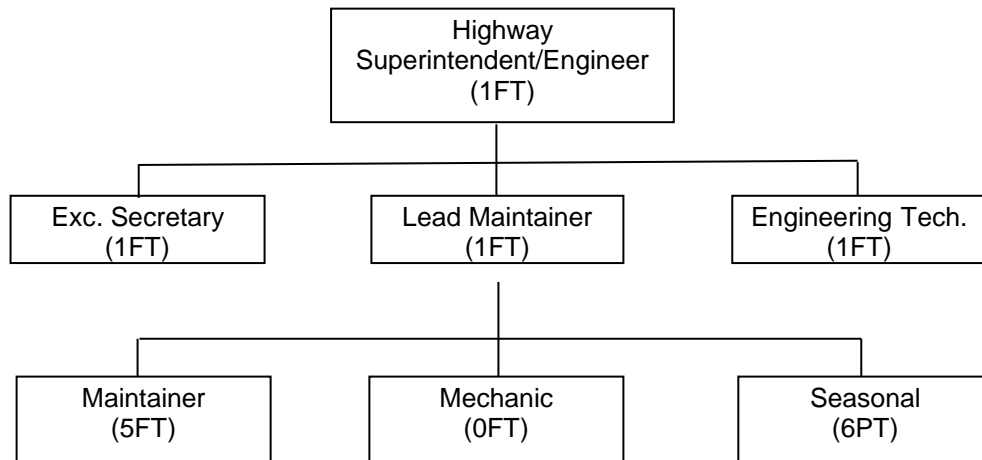 Highway
Superintendent/Engineer
(1FT)
Exc. Secretary
(1FT)
Lead Maintainer
(1FT)
Engineering Tech.
(1FT)
Maintainer
(5FT)
Mechanic
(0FT)
Seasonal
(6PT)